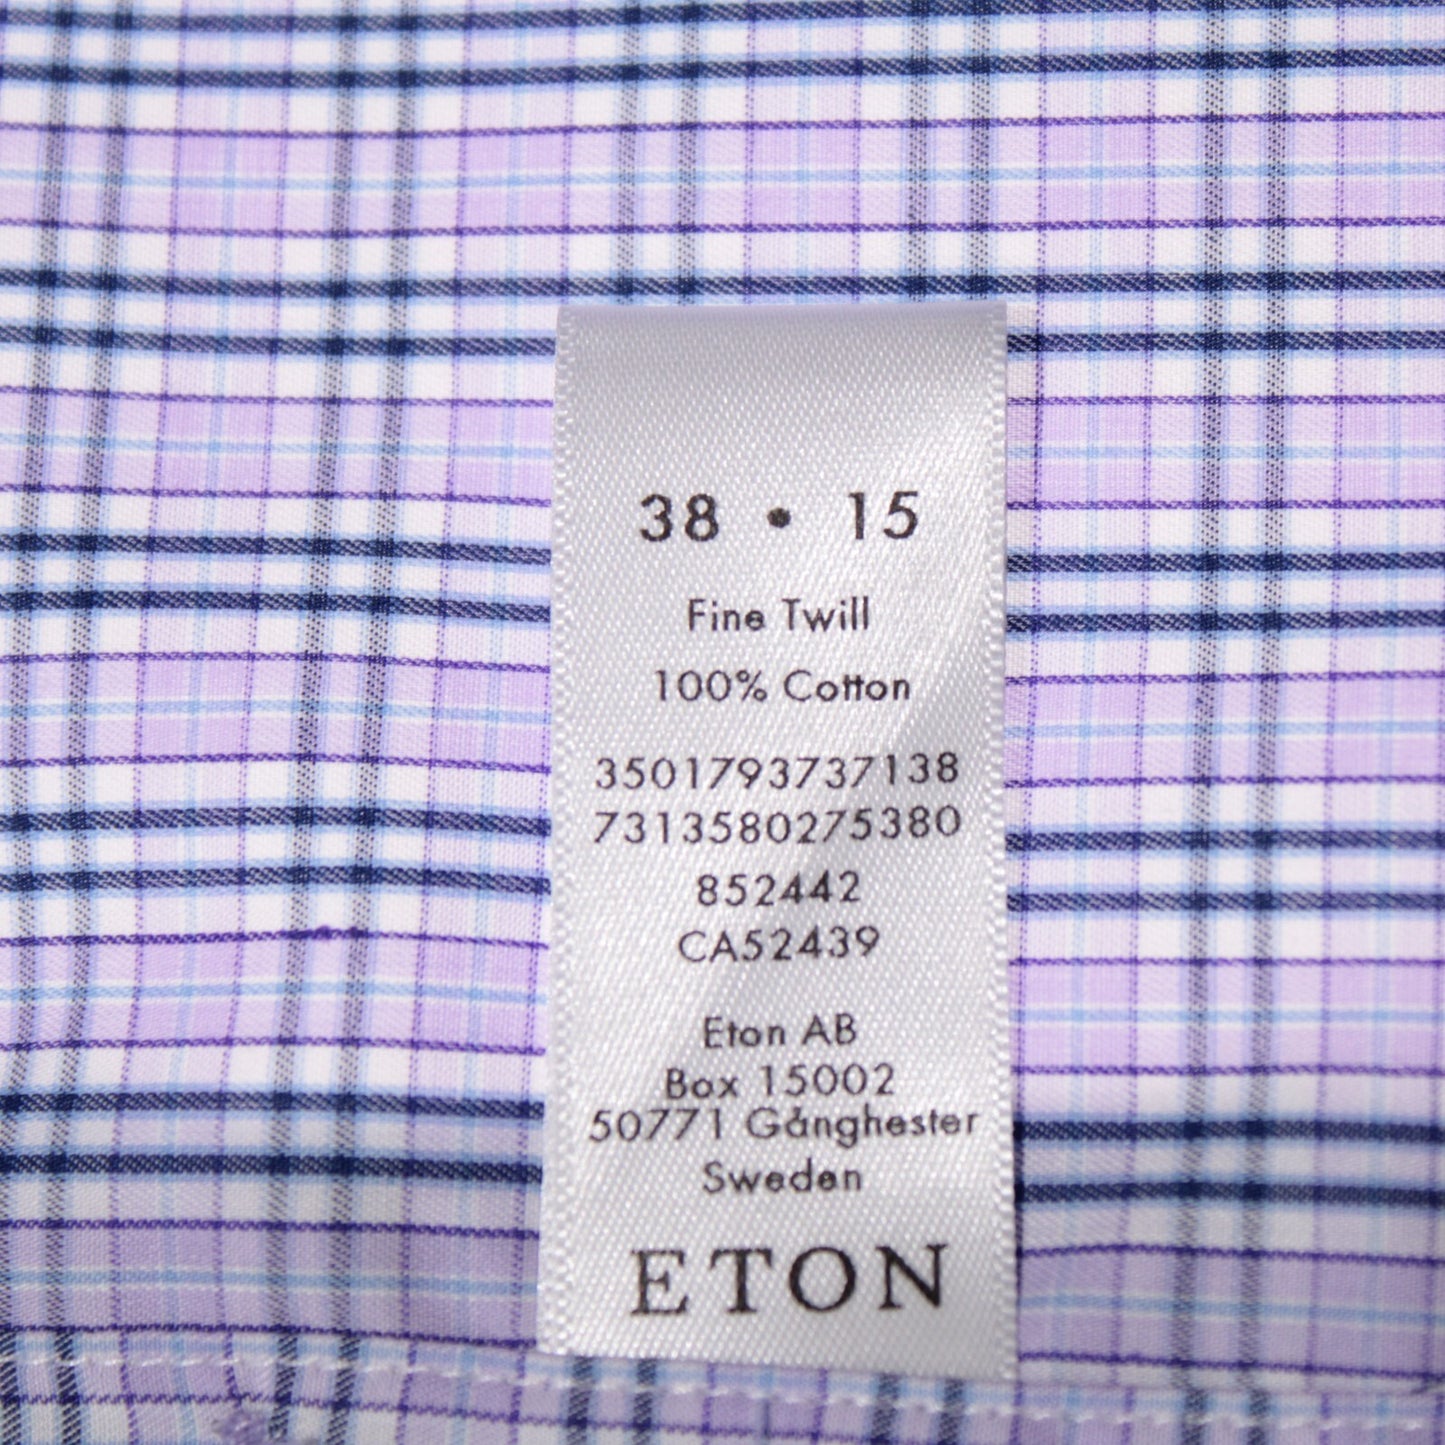 38 • 15
Fine Twill
100% Cotton
3501793737138
7313580275380
852442
CA52439
Eton AB
Box 15002
50771 Gånghester
Sweden
ETON